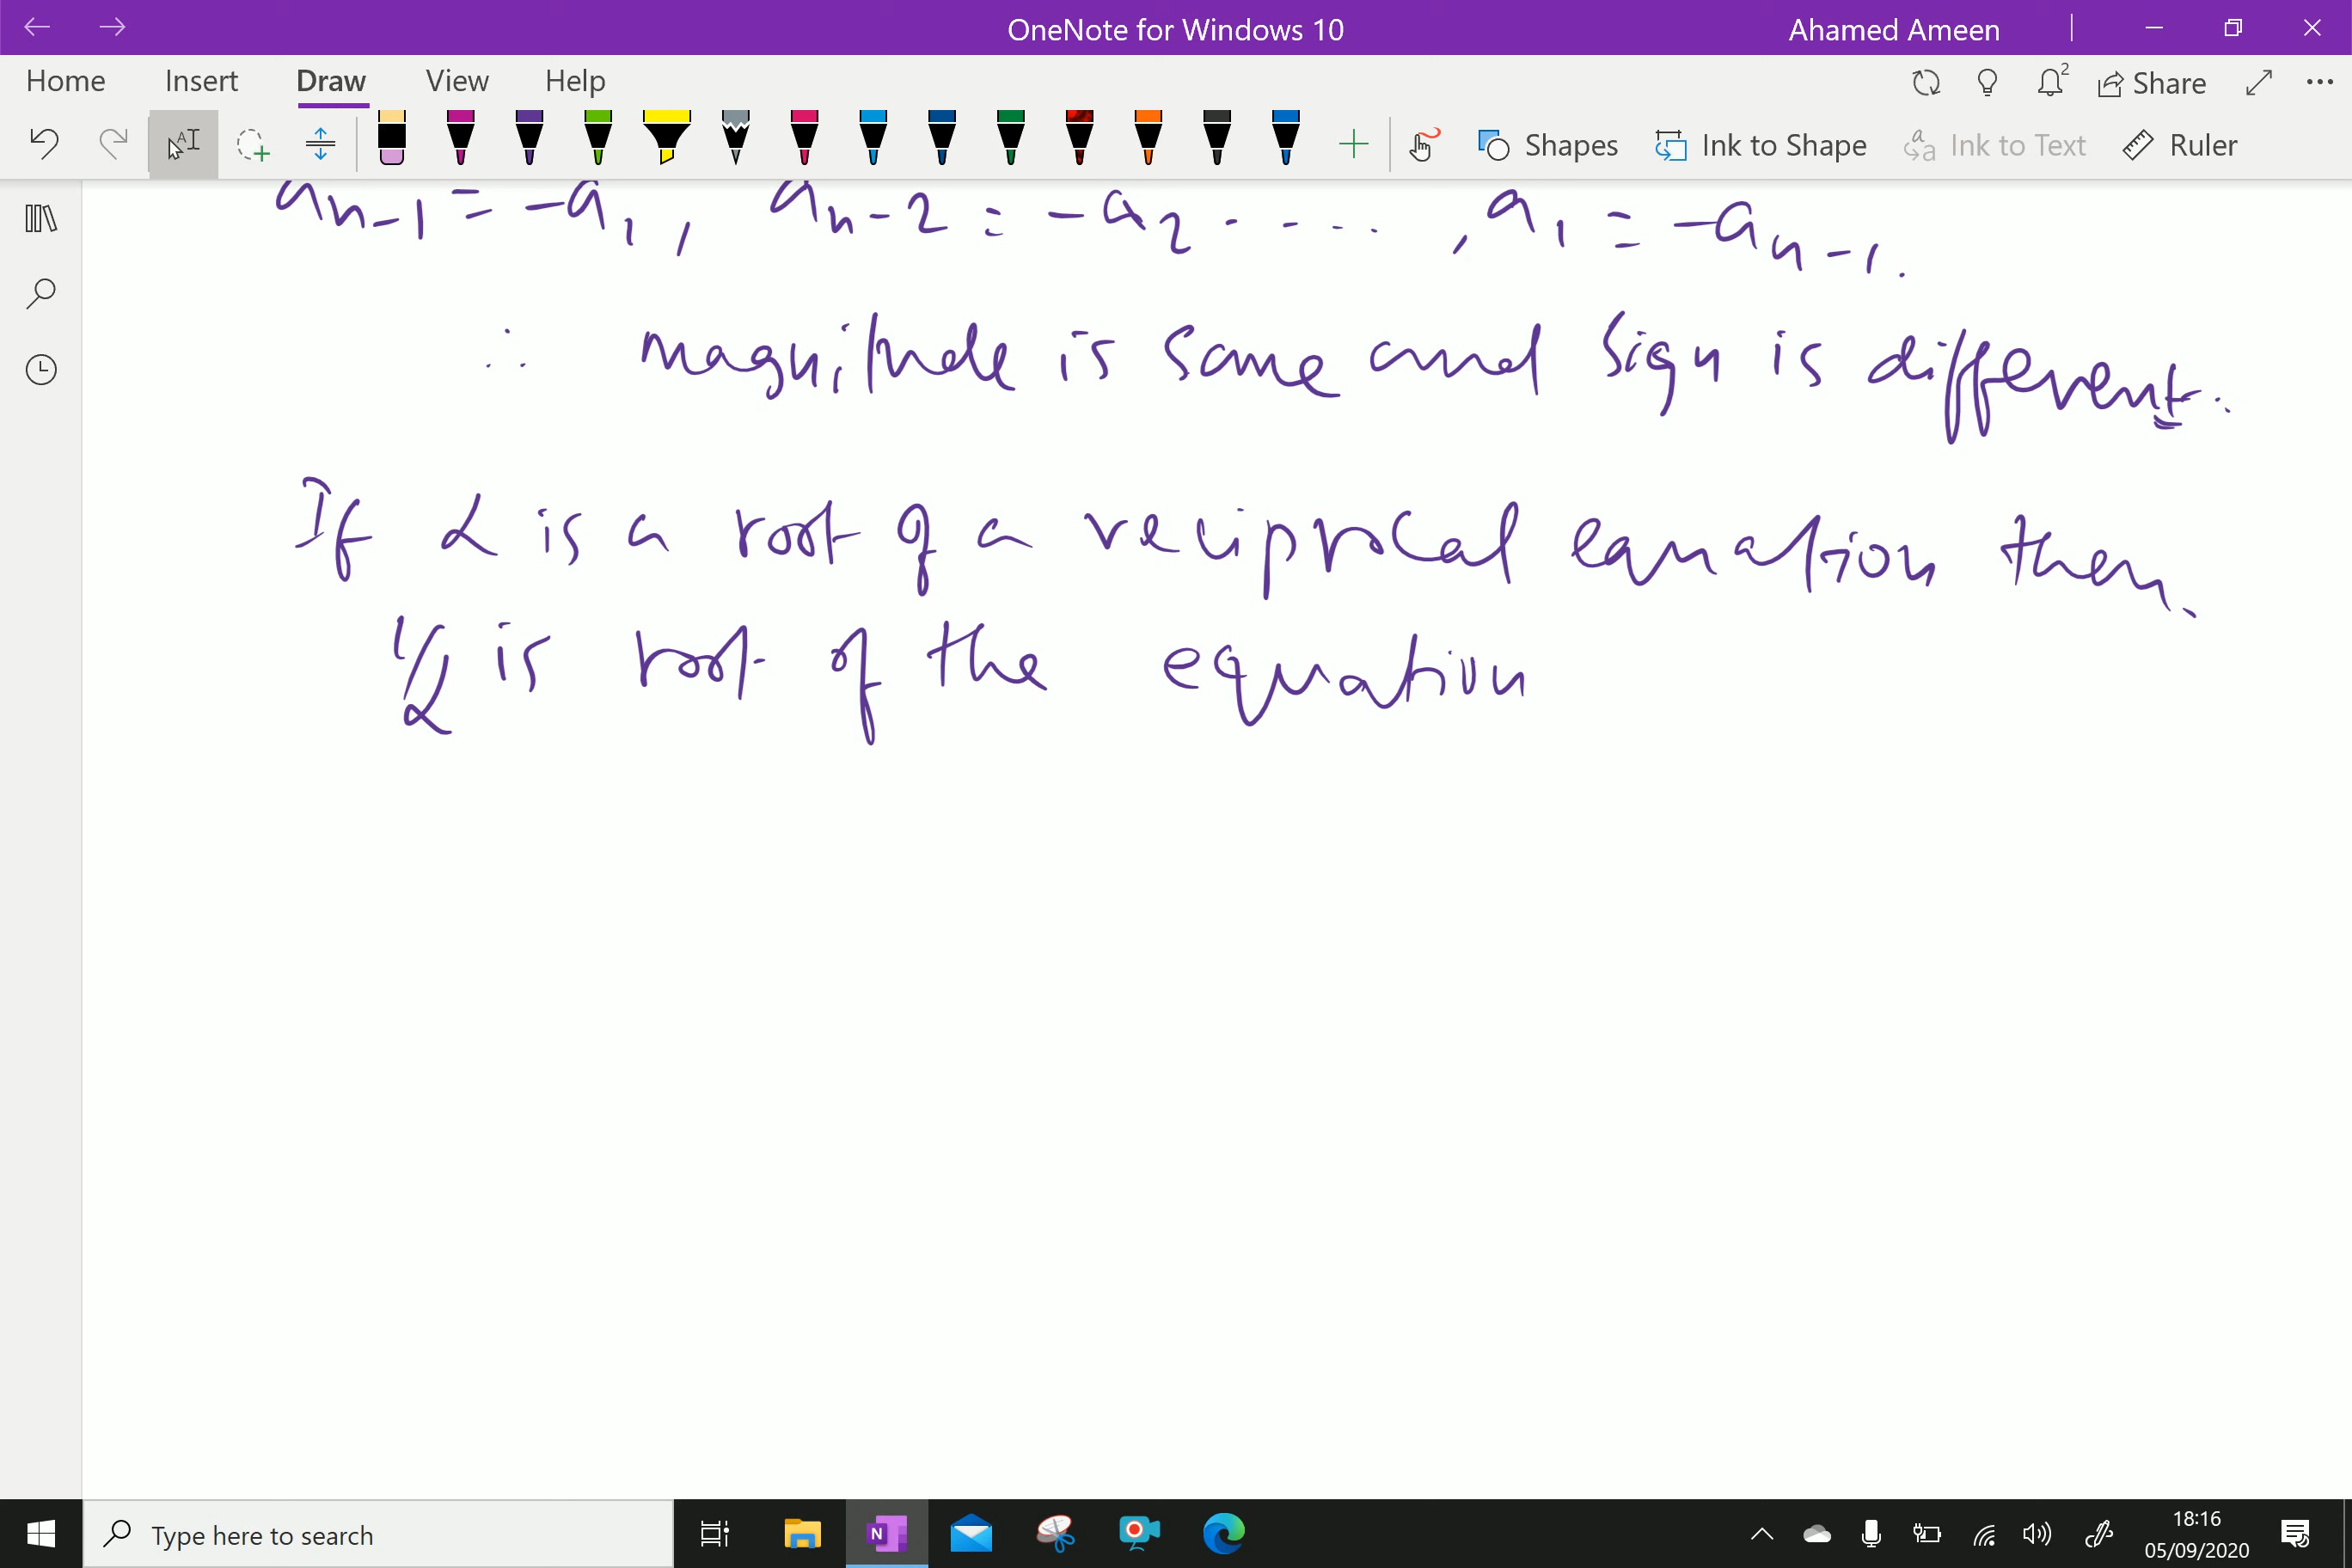 OneNote for Windows 10 Ahamed Ameen
Home Insert Draw View Help 2 Share
Shapes Ink to Shape Ink to Text Ruler
aₙ₋₁ = -a₁, aₙ₋₂ = -a₂ ..... , a₁ = -aₙ₋₁.
∴ magnitude is same and sign is different.
If α is a root of a reciprocal equation then.
1/α is root of the equation
Type here to search
18:16
05/09/2020